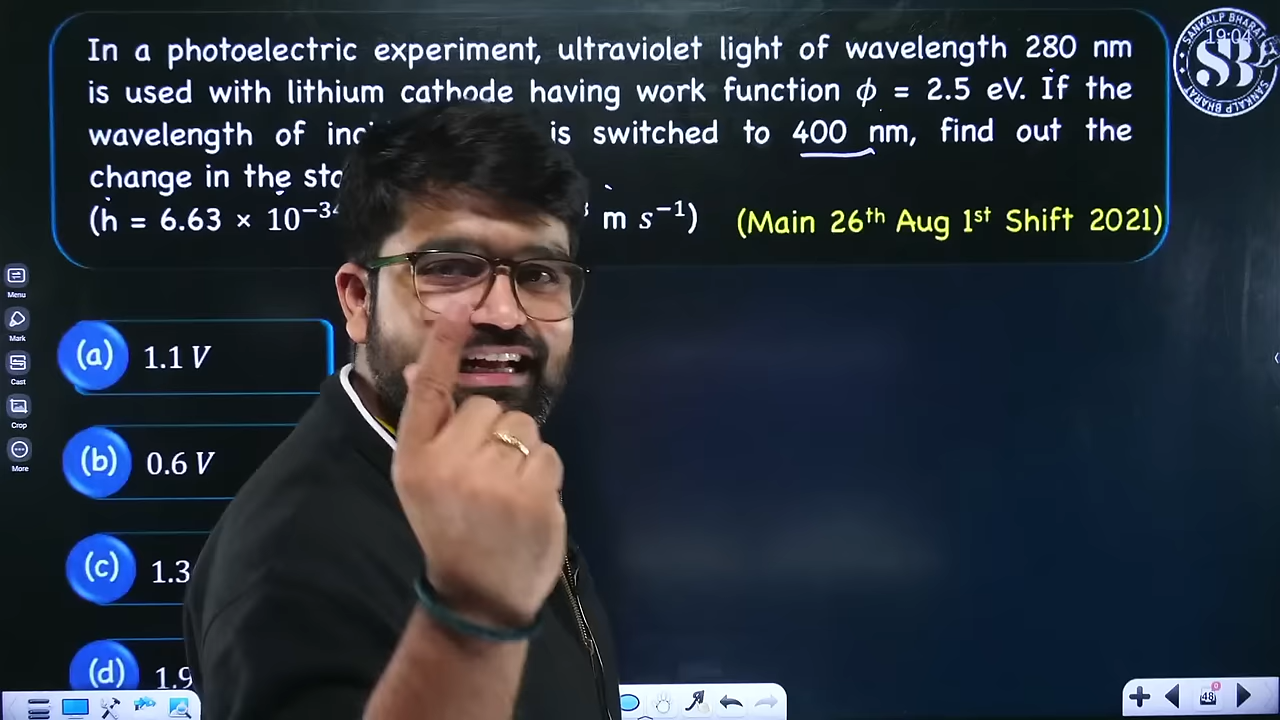 In a photoelectric experiment, ultraviolet light of wavelength 280 nm
is used with lithium cathode having work function ϕ = 2.5 eV. If the
wavelength of is switched to 400 nm, find out the
change in the
(h = 6.63 × 10⁻³⁴ m s⁻¹) (Main 26ᵗʰ Aug 1ˢᵗ Shift 2021)
SANKALP BHARAT
19:04
SB
SANKALP BHARAT
Menu
Mark
Cast
Crop
More
(a) 1.1 V
(b) 0.6 V
(c) 1.3
(d) 1.9
48